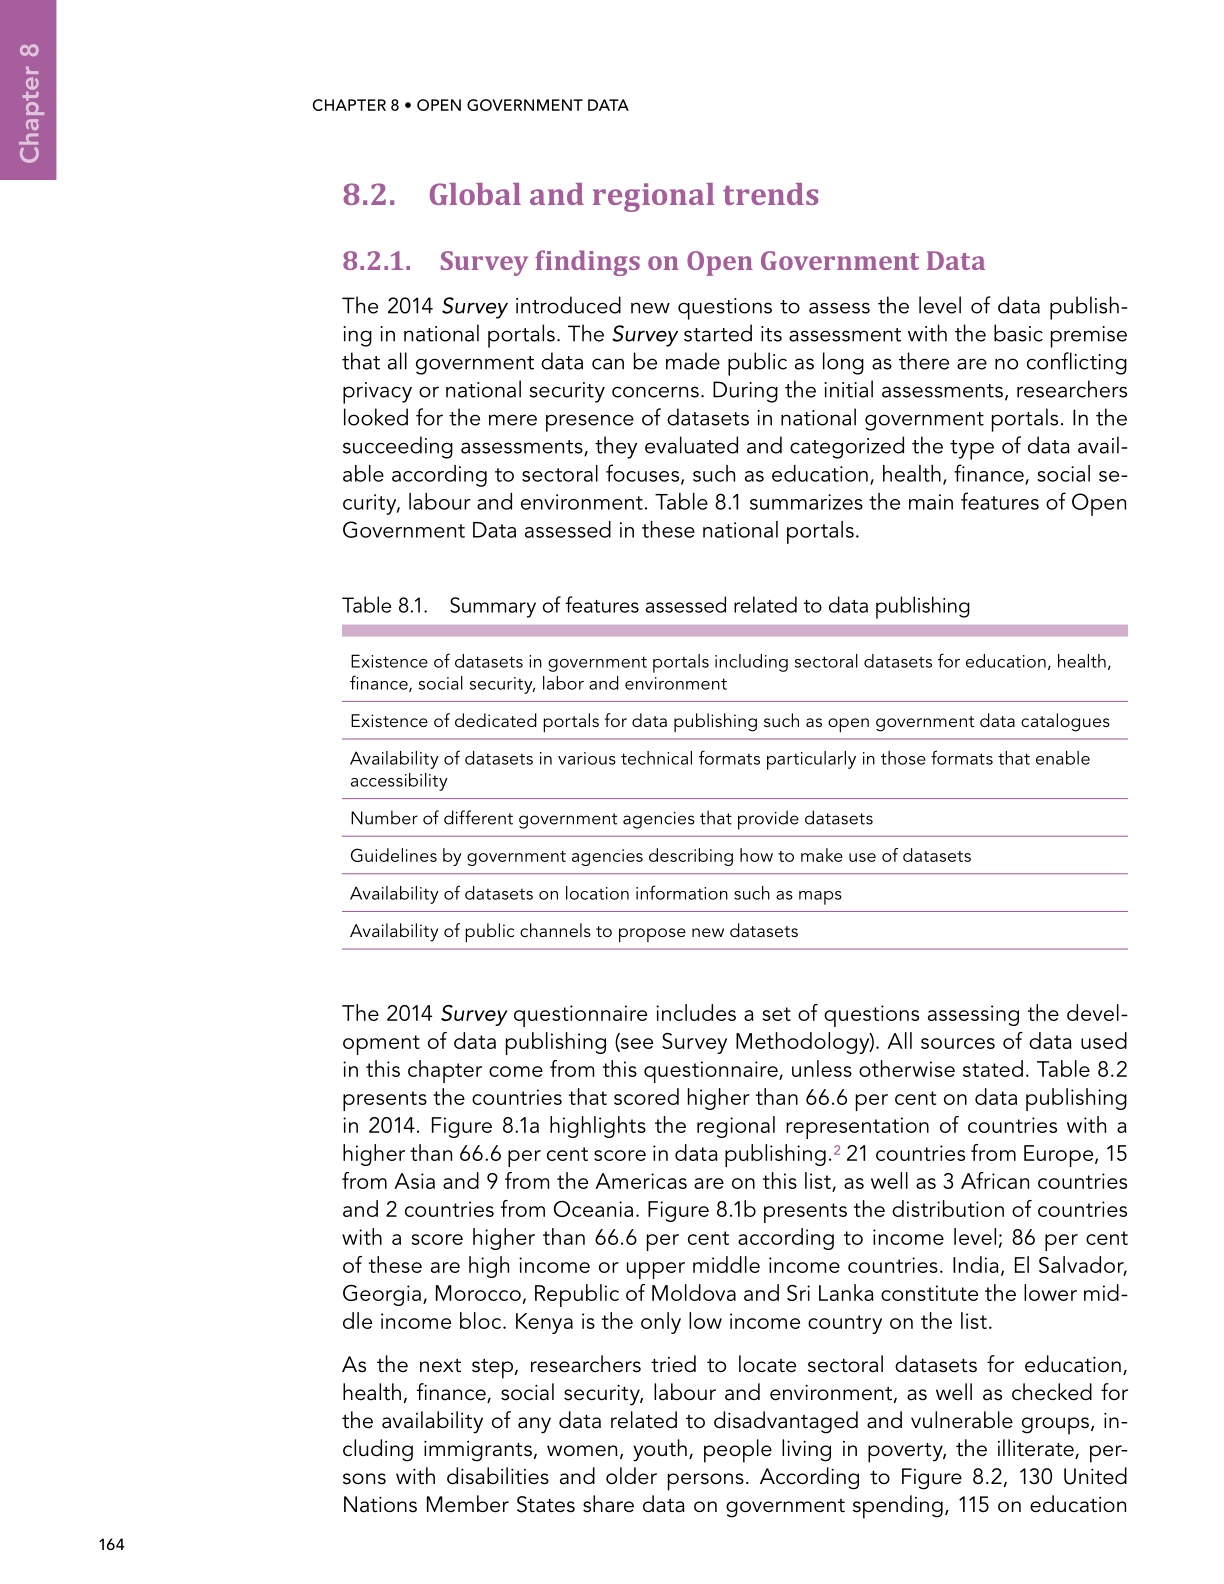 Chapter 8
CHAPTER 8 • OPEN GOVERNMENT DATA
8.2. Global and regional trends
8.2.1. Survey findings on Open Government Data
The 2014 Survey introduced new questions to assess the level of data publish-
ing in national portals. The Survey started its assessment with the basic premise
that all government data can be made public as long as there are no conflicting
privacy or national security concerns. During the initial assessments, researchers
looked for the mere presence of datasets in national government portals. In the
succeeding assessments, they evaluated and categorized the type of data avail-
able according to sectoral focuses, such as education, health, finance, social se-
curity, labour and environment. Table 8.1 summarizes the main features of Open
Government Data assessed in these national portals.
Table 8.1. Summary of features assessed related to data publishing
Existence of datasets in government portals including sectoral datasets for education, health,
finance, social security, labor and environment
Existence of dedicated portals for data publishing such as open government data catalogues
Availability of datasets in various technical formats particularly in those formats that enable
accessibility
Number of different government agencies that provide datasets
Guidelines by government agencies describing how to make use of datasets
Availability of datasets on location information such as maps
Availability of public channels to propose new datasets
The 2014 Survey questionnaire includes a set of questions assessing the devel-
opment of data publishing (see Survey Methodology). All sources of data used
in this chapter come from this questionnaire, unless otherwise stated. Table 8.2
presents the countries that scored higher than 66.6 per cent on data publishing
in 2014. Figure 8.1a highlights the regional representation of countries with a
higher than 66.6 per cent score in data publishing.2 21 countries from Europe, 15
from Asia and 9 from the Americas are on this list, as well as 3 African countries
and 2 countries from Oceania. Figure 8.1b presents the distribution of countries
with a score higher than 66.6 per cent according to income level; 86 per cent
of these are high income or upper middle income countries. India, El Salvador,
Georgia, Morocco, Republic of Moldova and Sri Lanka constitute the lower mid-
dle income bloc. Kenya is the only low income country on the list.
As the next step, researchers tried to locate sectoral datasets for education,
health, finance, social security, labour and environment, as well as checked for
the availability of any data related to disadvantaged and vulnerable groups, in-
cluding immigrants, women, youth, people living in poverty, the illiterate, per-
sons with disabilities and older persons. According to Figure 8.2, 130 United
Nations Member States share data on government spending, 115 on education
164